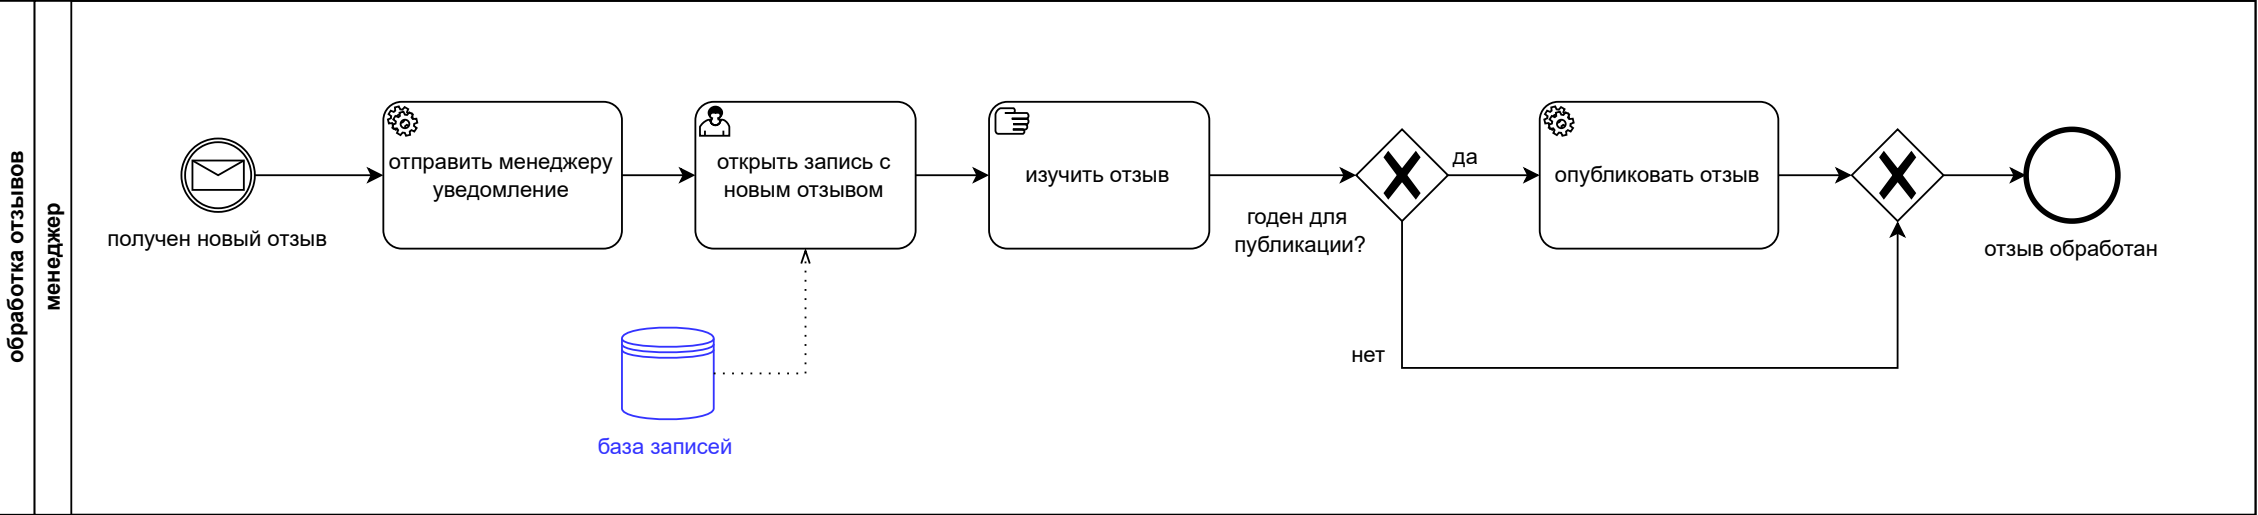 обработка отзывов
менеджер
получен новый отзыв
отправить менеджеру
уведомление
открыть запись с
новым отзывом
изучить отзыв
годен для
публикации?
да
нет
опубликовать отзыв
отзыв обработан
база записей